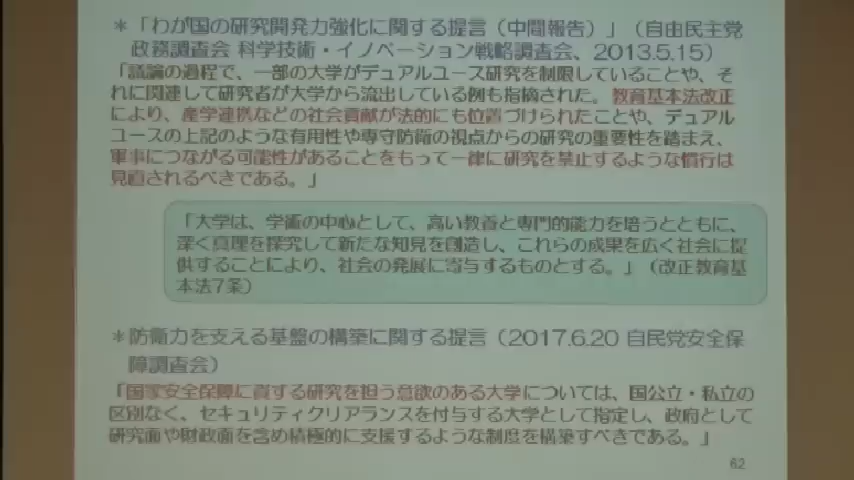 ＊「わが国の研究開発力強化に関する提言（中間報告）」（自由民主党
政務調査会 科学技術・イノベーション戦略調査会、2013.5.15）
「議論の過程で、一部の大学がデュアルユース研究を制限していることや、そ
れに関連して研究者が大学から流出している例も指摘された。教育基本法改正
により、産学連携などの社会貢献が法的にも位置づけられたことや、デュアル
ユースの上記のような有用性や専守防衛の視点からの研究の重要性を踏まえ、
軍事につながる可能性があることをもって一律に研究を禁止するような慣行は
見直されるべきである。」
「大学は、学術の中心として、高い教養と専門的能力を培うとともに、
深く真理を探究して新たな知見を創造し、これらの成果を広く社会に提
供することにより、社会の発展に寄与するものとする。」（改正教育基
本法7条）
＊防衛力を支える基盤の構築に関する提言（2017.6.20 自民党安全保
障調査会）
「国家安全保障に資する研究を担う意欲のある大学については、国公立・私立の
区別なく、セキュリティクリアランスを付与する大学として指定し、政府として
研究面や財政面を含め積極的に支援するような制度を構築すべきである。」
62